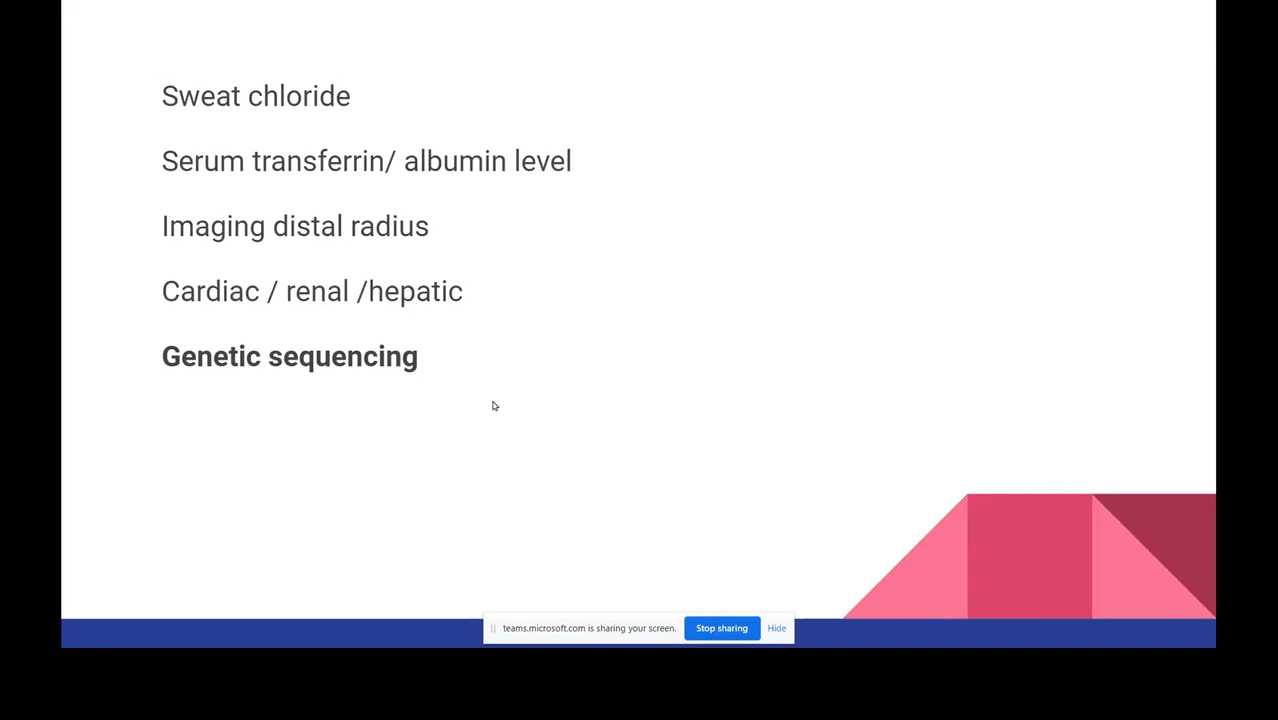 Sweat chloride
Serum transferrin/ albumin level
Imaging distal radius
Cardiac / renal /hepatic
Genetic sequencing
teams.microsoft.com is sharing your screen. Stop sharing Hide